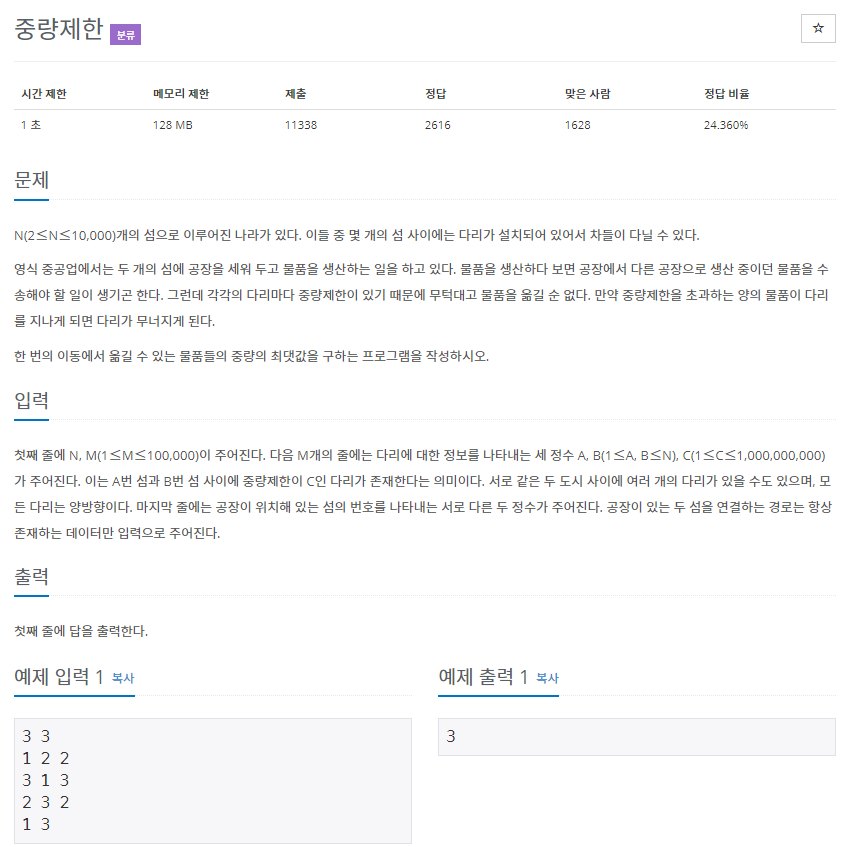 중량제한 분류
☆
시간 제한 메모리 제한 제출 정답 맞은 사람 정답 비율
1 초 128 MB 11338 2616 1628 24.360%
문제
N(2≤N≤10,000)개의 섬으로 이루어진 나라가 있다. 이들 중 몇 개의 섬 사이에는 다리가 설치되어 있어서 차들이 다닐 수 있다.
영식 중공업에서는 두 개의 섬에 공장을 세워 두고 물품을 생산하는 일을 하고 있다. 물품을 생산하다 보면 공장에서 다른 공장으로 생산 중이던 물품을 수
송해야 할 일이 생기곤 한다. 그런데 각각의 다리마다 중량제한이 있기 때문에 무턱대고 물품을 옮길 순 없다. 만약 중량제한을 초과하는 양의 물품이 다리
를 지나게 되면 다리가 무너지게 된다.
한 번의 이동에서 옮길 수 있는 물품들의 중량의 최댓값을 구하는 프로그램을 작성하시오.
입력
첫째 줄에 N, M(1≤M≤100,000)이 주어진다. 다음 M개의 줄에는 다리에 대한 정보를 나타내는 세 정수 A, B(1≤A, B≤N), C(1≤C≤1,000,000,000)
가 주어진다. 이는 A번 섬과 B번 섬 사이에 중량제한이 C인 다리가 존재한다는 의미이다. 서로 같은 두 도시 사이에 여러 개의 다리가 있을 수도 있으며, 모
든 다리는 양방향이다. 마지막 줄에는 공장이 위치해 있는 섬의 번호를 나타내는 서로 다른 두 정수가 주어진다. 공장이 있는 두 섬을 연결하는 경로는 항상
존재하는 데이터만 입력으로 주어진다.
출력
첫째 줄에 답을 출력한다.
예제 입력 1 복사
3 3
1 2 2
3 1 3
2 3 2
1 3
예제 출력 1 복사
3